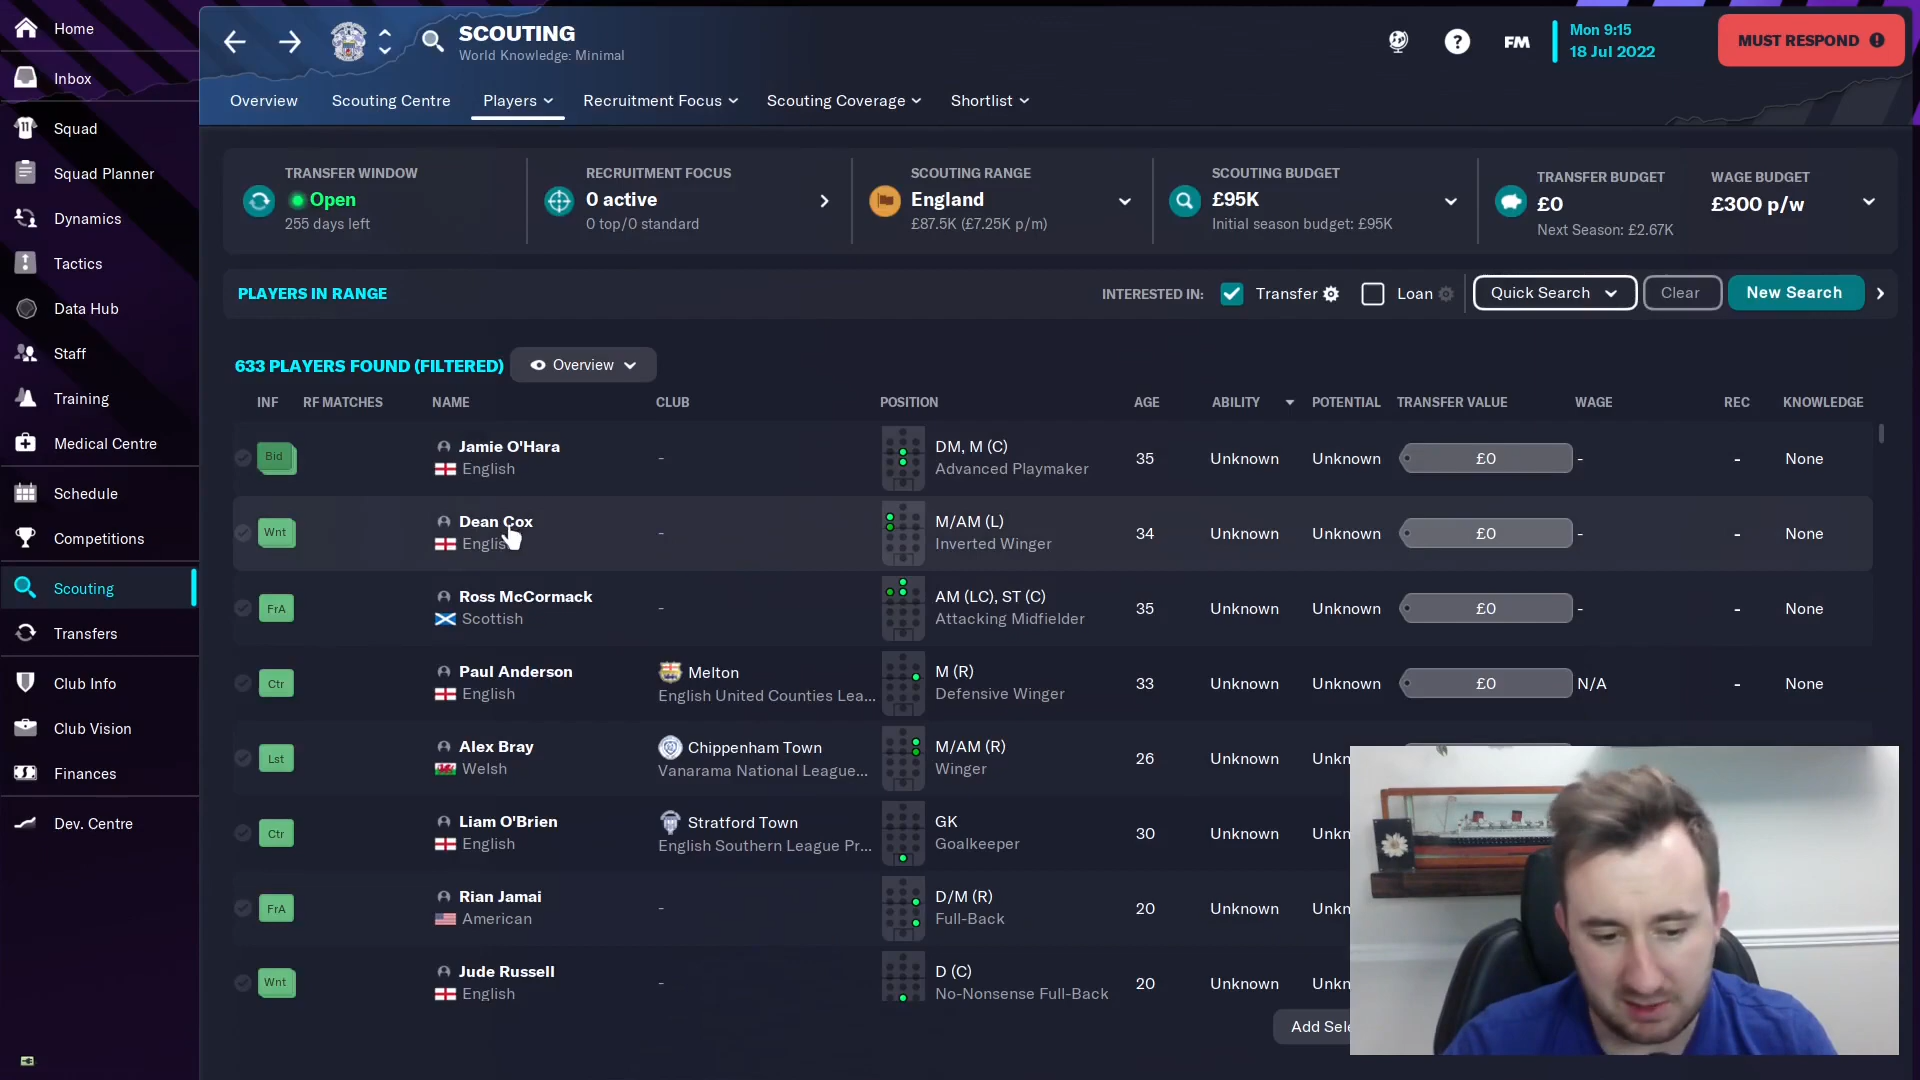 Home
Inbox
Squad
Squad Planner
Dynamics
Tactics
Data Hub
Staff
Training
Medical Centre
Schedule
Competitions
Scouting
Transfers
Club Info
Club Vision
Finances
Dev. Centre
SCOUTING
World Knowledge: Minimal
? FM
Mon 9:15
18 Jul 2022
MUST RESPOND !
Overview Scouting Centre Players Recruitment Focus Scouting Coverage Shortlist
TRANSFER WINDOW
Open
255 days left
RECRUITMENT FOCUS
0 active
0 top/0 standard
SCOUTING RANGE
England
£87.5K (£7.25K p/m)
SCOUTING BUDGET
£95K
Initial season budget: £95K
TRANSFER BUDGET
£0
Next Season: £2.67K
WAGE BUDGET
£300 p/w
PLAYERS IN RANGE
INTERESTED IN: Transfer Loan Quick Search Clear New Search
633 PLAYERS FOUND (FILTERED) Overview
INF RF MATCHES NAME CLUB POSITION AGE ABILITY POTENTIAL TRANSFER VALUE WAGE REC KNOWLEDGE
Bid Jamie O'Hara - DM, M (C) 35 Unknown Unknown £0 - - None
English Advanced Playmaker
Wnt Dean Cox - M/AM (L) 34 Unknown Unknown £0 - - None
English Inverted Winger
FrA Ross McCormack - AM (LC), ST (C) 35 Unknown Unknown £0 - - None
Scottish Attacking Midfielder
Ctr Paul Anderson Melton M (R) 33 Unknown Unknown £0 N/A - None
English English United Counties Lea... Defensive Winger
Lst Alex Bray Chippenham Town M/AM (R) 26 Unknown
Welsh Vanarama National League... Winger
Ctr Liam O'Brien Stratford Town GK 30 Unknown
English English Southern League Pr... Goalkeeper
FrA Rian Jamai - D/M (R) 20 Unknown
American Full-Back
Wnt Jude Russell - D (C) 20 Unknown
English No-Nonsense Full-Back
Add